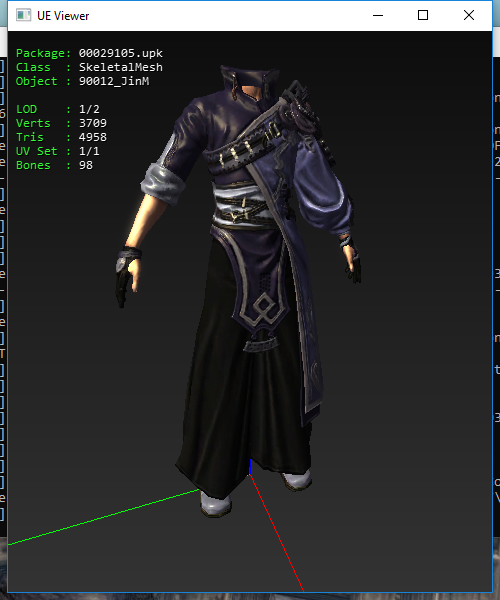 UE Viewer
Package: 00029105.upk
Class : SkeletalMesh
Object : 90012_JinM
LOD : 1/2
Verts : 3709
Tris : 4958
UV Set : 1/1
Bones : 98